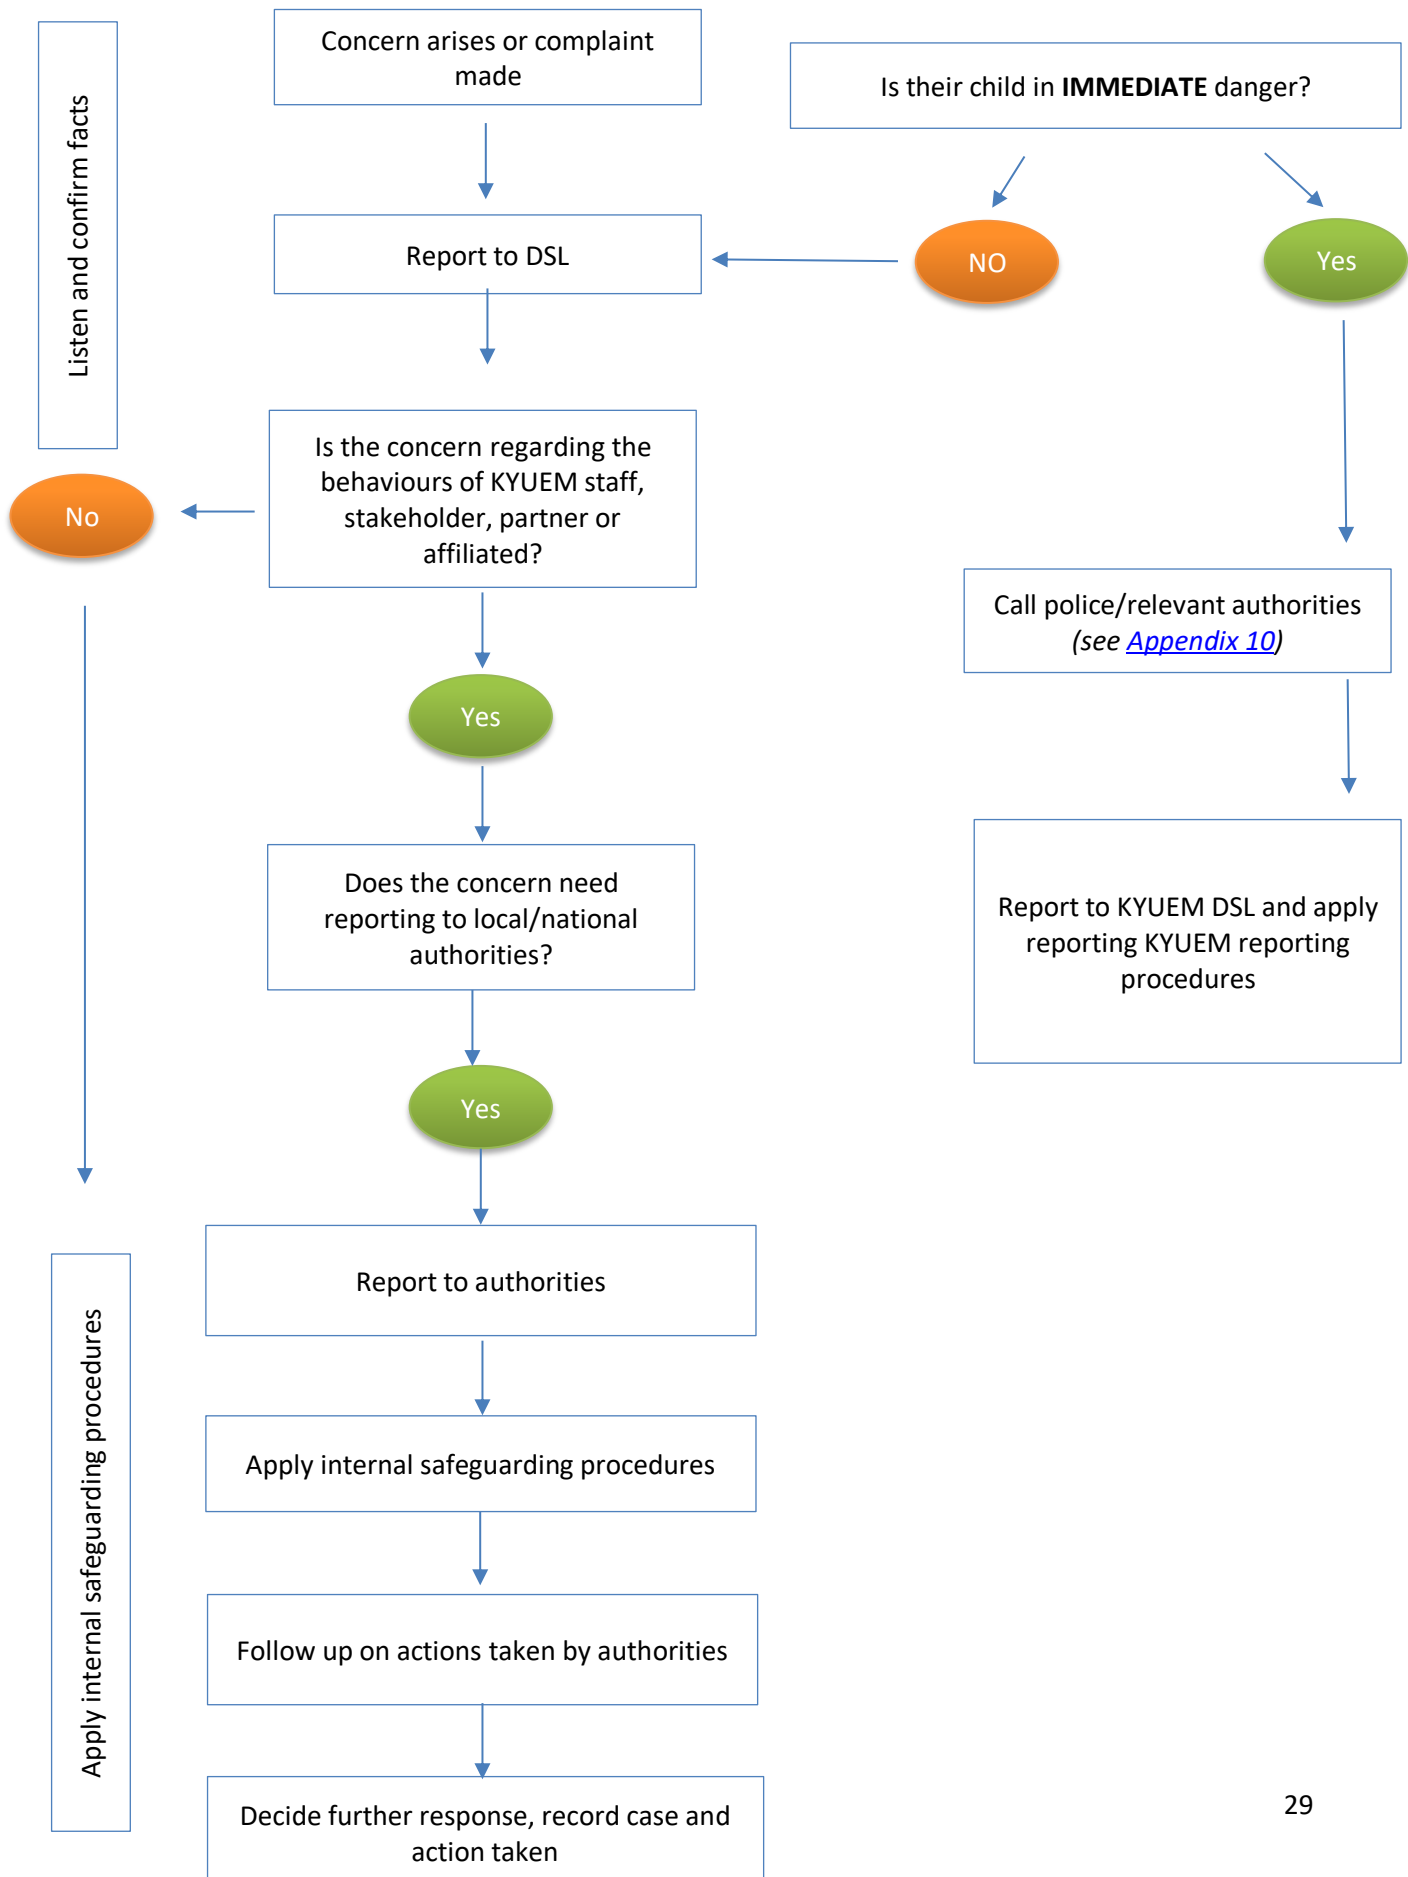 Listen and confirm facts
Concern arises or complaint
made
Is their child in IMMEDIATE danger?
Report to DSL
NO
Yes
Is the concern regarding the
behaviours of KYUEM staff,
stakeholder, partner or
affiliated?
No
Call police/relevant authorities
(see Appendix 10)
Yes
Does the concern need
reporting to local/national
authorities?
Report to KYUEM DSL and apply
reporting KYUEM reporting
procedures
Yes
Report to authorities
Apply internal safeguarding procedures
Apply internal safeguarding procedures
Follow up on actions taken by authorities
Decide further response, record case and
action taken
29